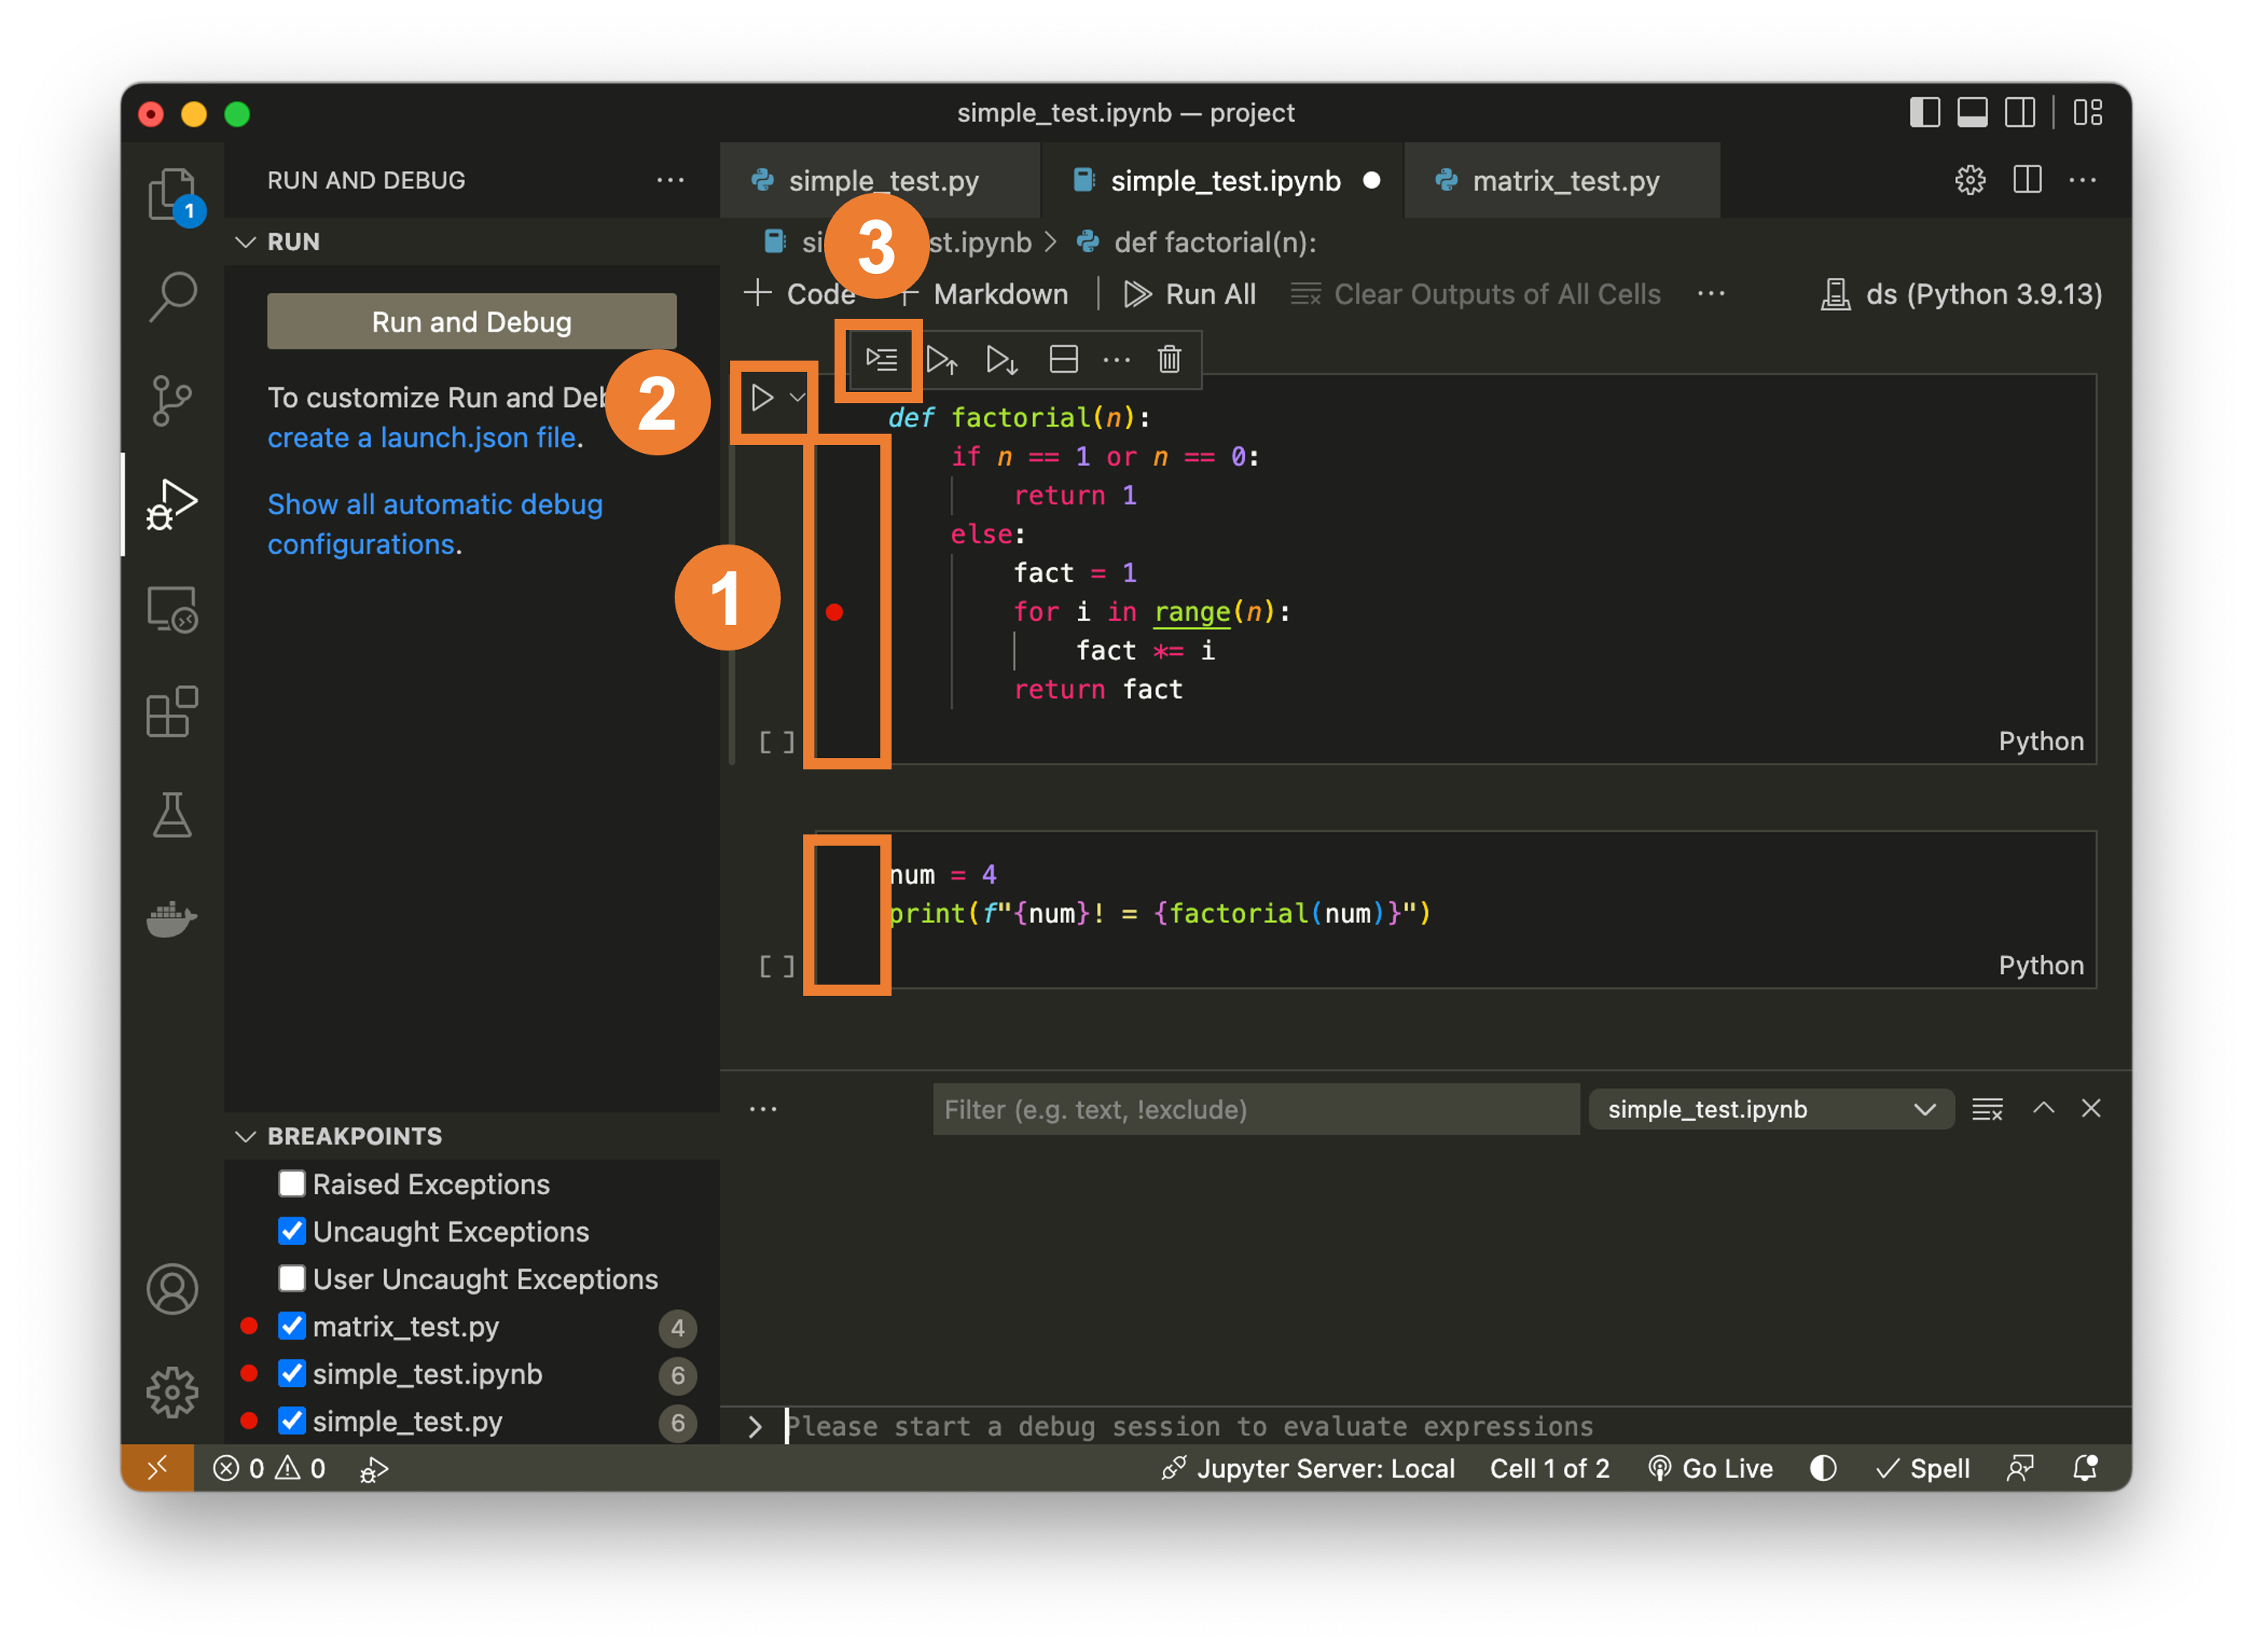 simple_test.ipynb — project
1
RUN AND DEBUG ···
RUN
Run and Debug
To customize Run and Deb
create a launch.json file.
Show all automatic debug
configurations.
simple_test.py
simple_test.ipynb
matrix_test.py
3
si st.ipynb > def factorial(n):
+ Code + Markdown | Run All Clear Outputs of All Cells ··· ds (Python 3.9.13)
2
def factorial(n):
if n == 1 or n == 0:
return 1
else:
fact = 1
for i in range(n):
fact *= i
return fact
1
[ ]
Python
num = 4
print(f"{num}! = {factorial(num)}")
[ ]
Python
Filter (e.g. text, !exclude)
simple_test.ipynb
BREAKPOINTS
Raised Exceptions
Uncaught Exceptions
User Uncaught Exceptions
matrix_test.py 4
simple_test.ipynb 6
simple_test.py 6
> Please start a debug session to evaluate expressions
0 0
Jupyter Server: Local Cell 1 of 2 Go Live Spell